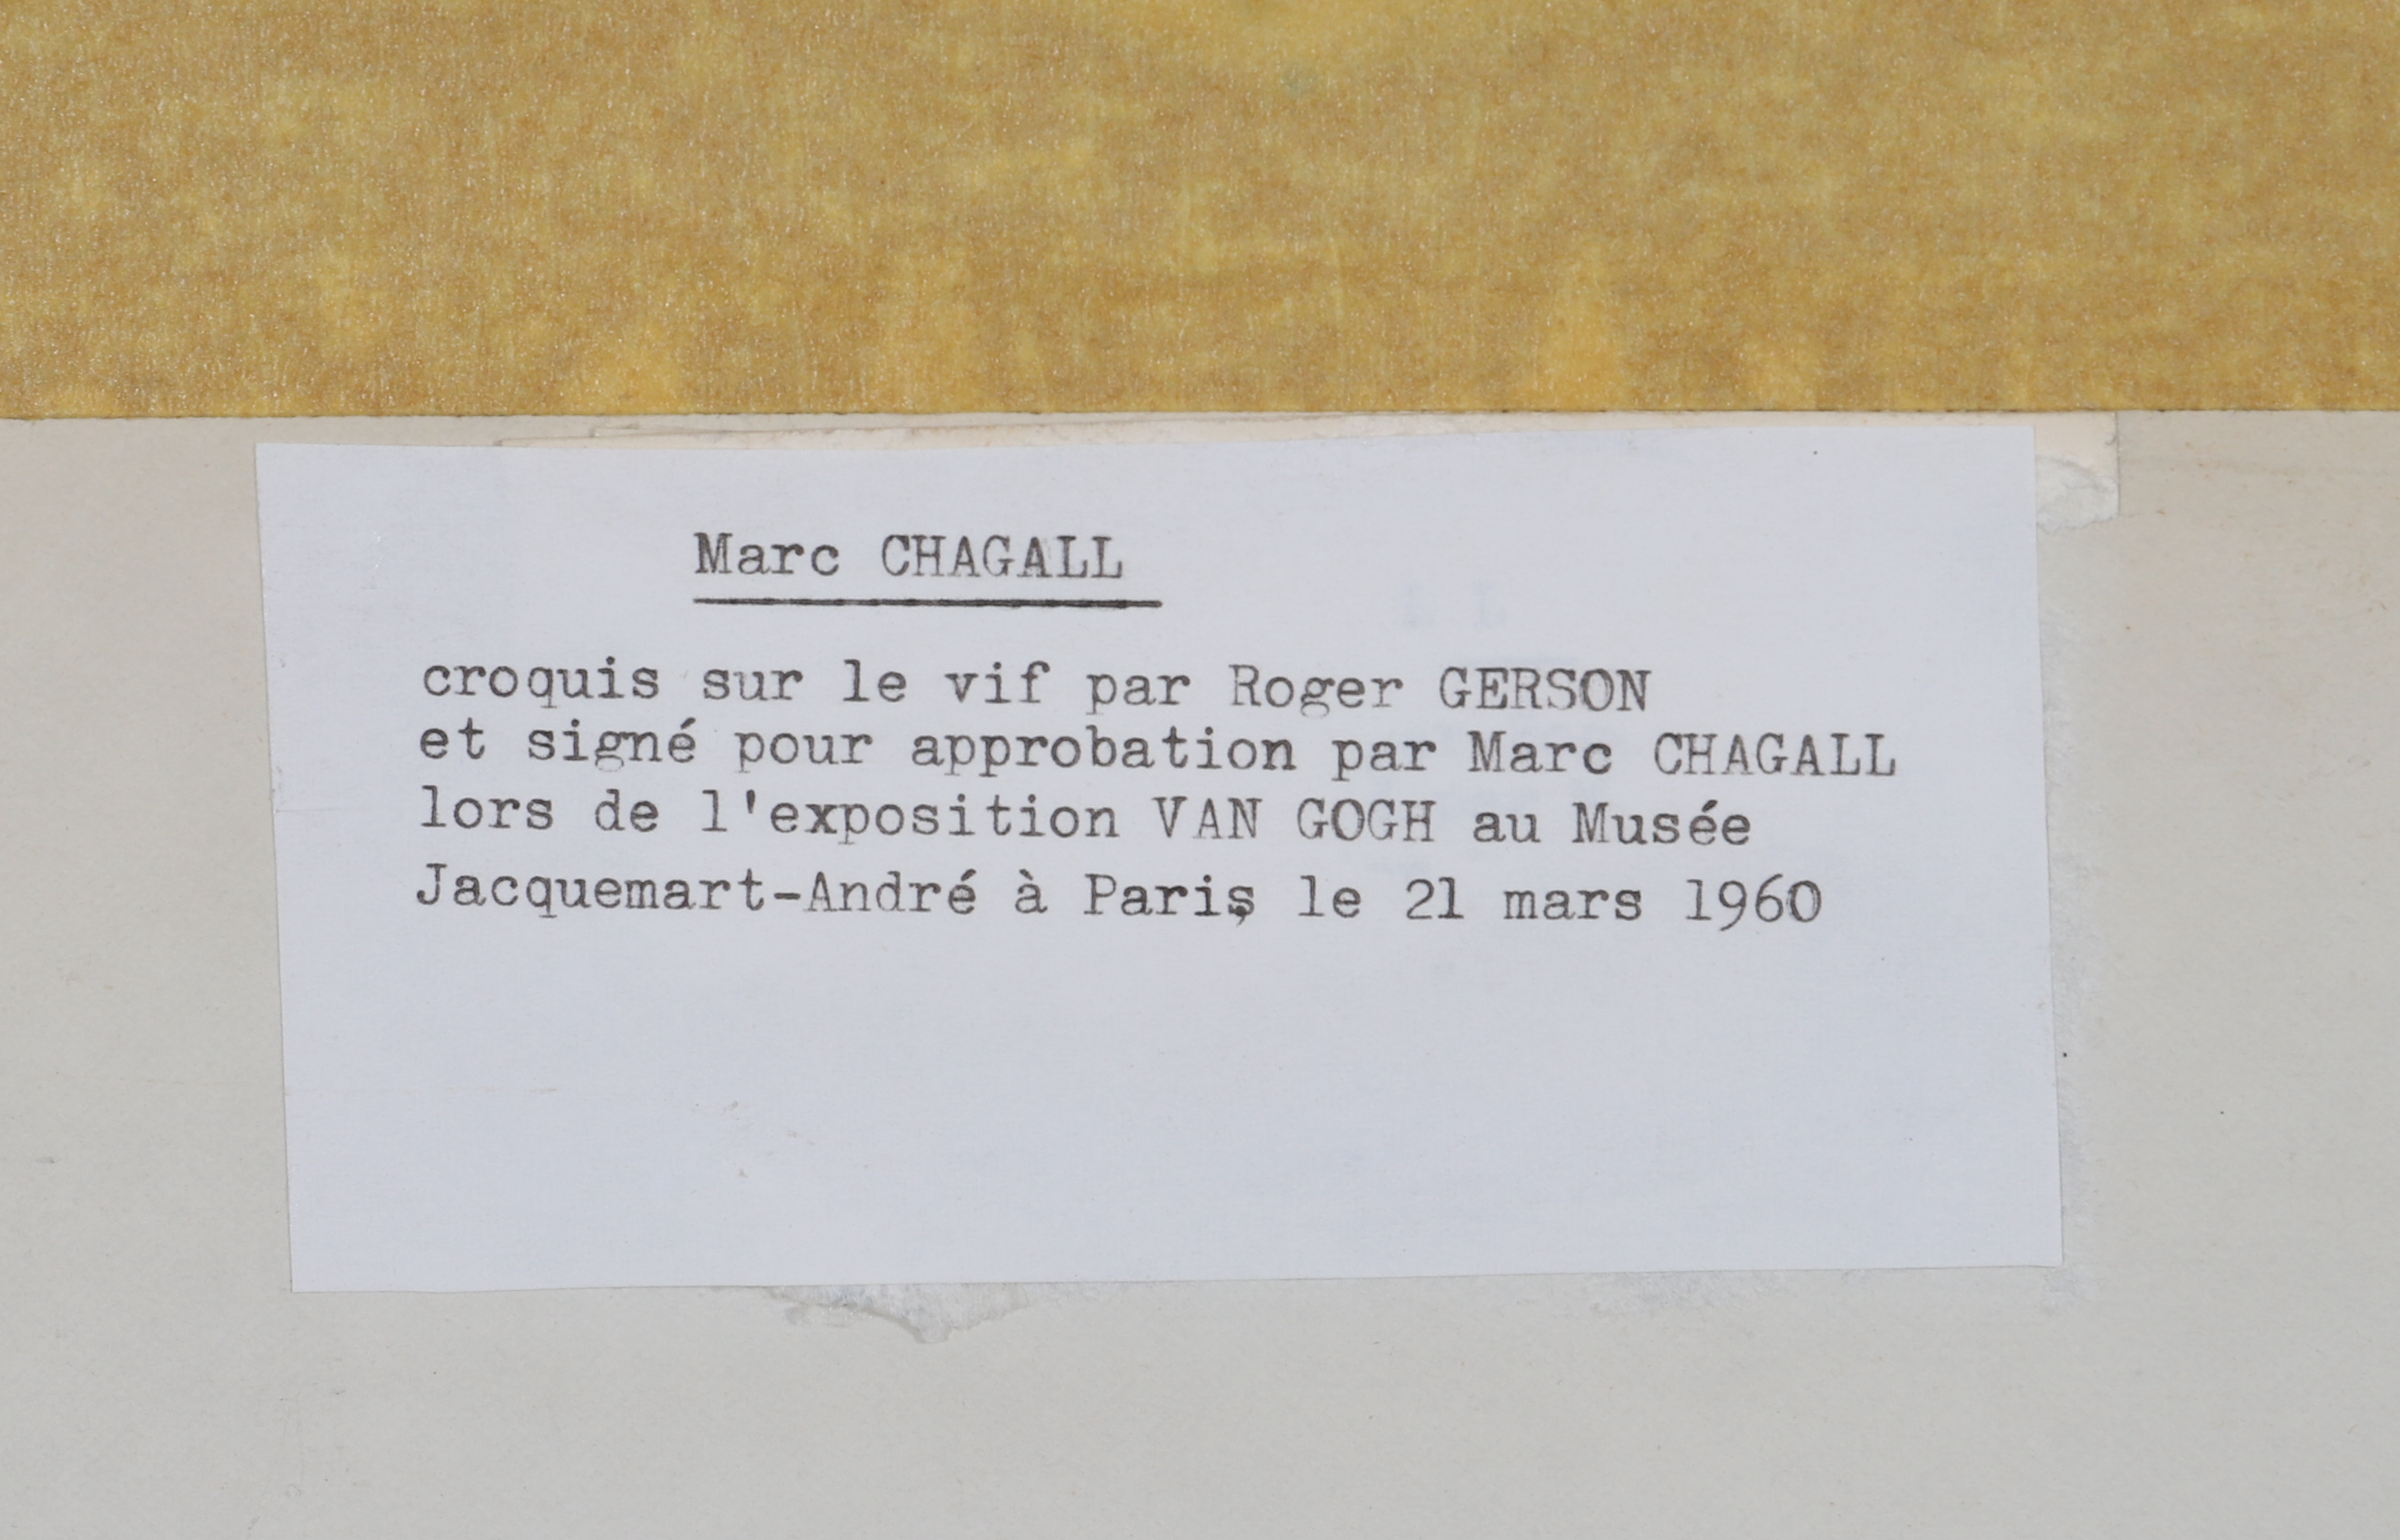 Marc CHAGALL
croquis sur le vif par Roger GERSON
et signé pour approbation par Marc CHAGALL
lors de l'exposition VAN GOGH au Musée
Jacquemart-André à Paris le 21 mars 1960